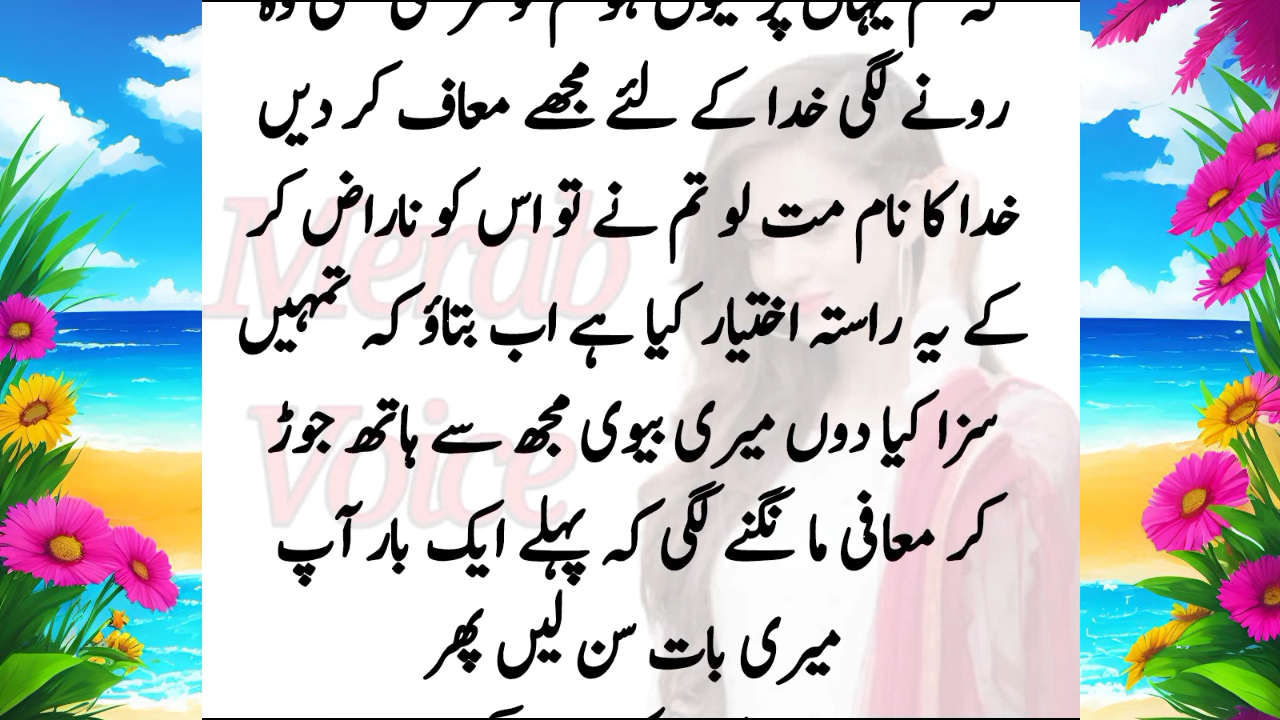 رونے لگی خدا کے لئے مجھے معاف کر دیں
خدا کا نام مت لو تم نے تو اس کو ناراض کر
کے یہ راستہ اختیار کیا ہے اب بتاؤ کہ تمہیں
سزا کیا دوں میری بیوی مجھ سے ہاتھ جوڑ
کر معافی مانگنے لگی کہ پہلے ایک بار آپ
میری بات سن لیں پھر
Merab
Voice